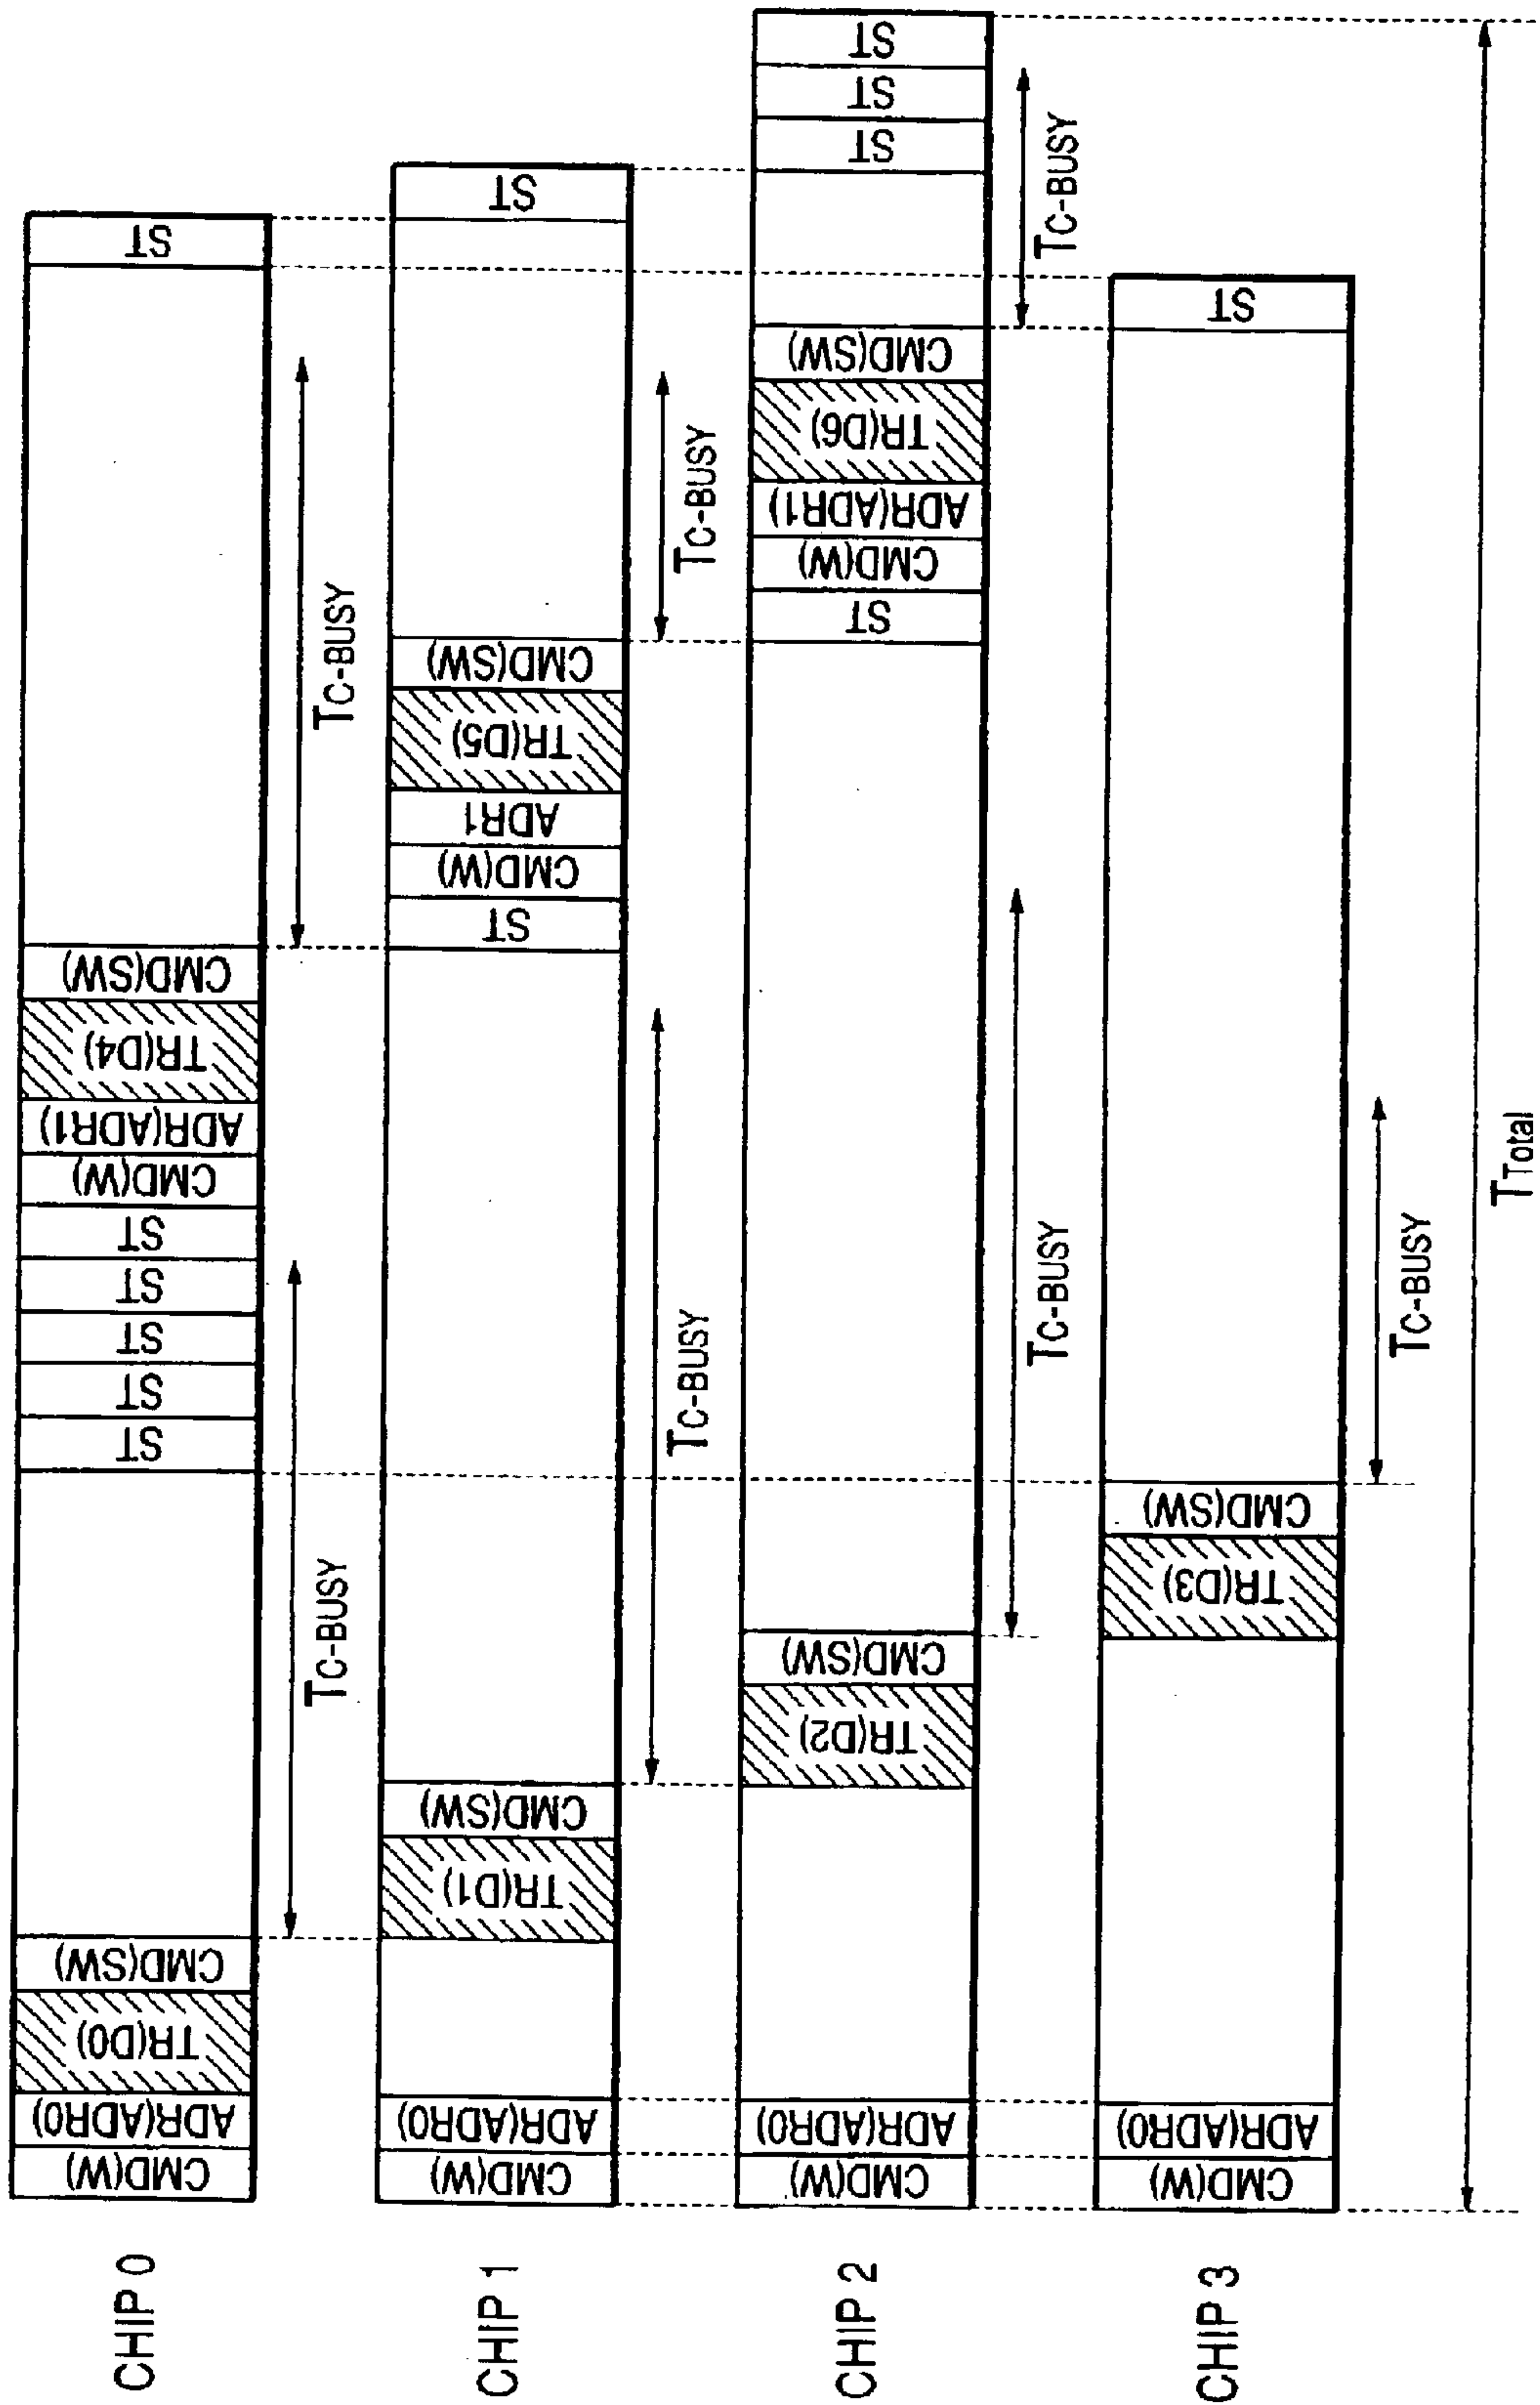 CHIP 0
CMD(W)
ADR(ADR0)
TR(D0)
CMD(SW)
ST
ST
ST
ST
ST
CMD(W)
ADR(ADR1)
TR(D4)
CMD(SW)
ST
TC-BUSY
TC-BUSY
CHIP 1
CMD(W)
ADR(ADR0)
TR(D1)
CMD(SW)
ST
CMD(W)
ADR1
TR(D5)
CMD(SW)
ST
TC-BUSY
TC-BUSY
CHIP 2
CMD(W)
ADR(ADR0)
TR(D2)
CMD(SW)
ST
CMD(W)
ADR(ADR1)
TR(D6)
CMD(SW)
ST
ST
ST
TC-BUSY
TC-BUSY
CHIP 3
CMD(W)
ADR(ADR0)
TR(D3)
CMD(SW)
ST
TC-BUSY
TTotal